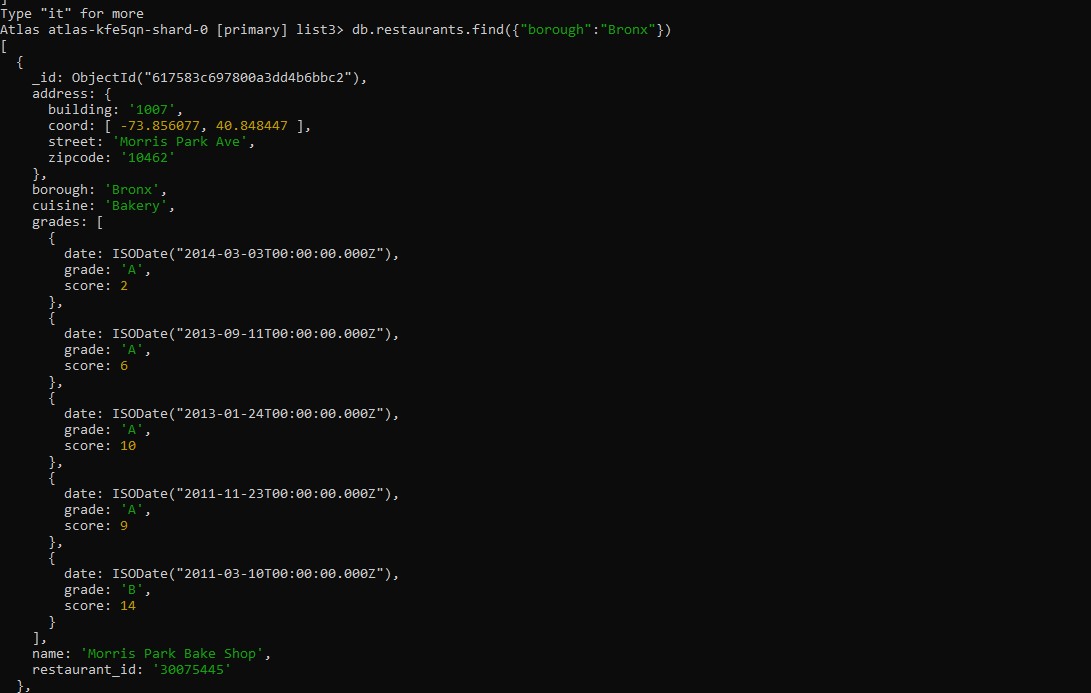 ]
Type "it" for more
Atlas atlas-kfe5qn-shard-0 [primary] list3> db.restaurants.find({"borough":"Bronx"})
[
  {
    _id: ObjectId("617583c697800a3dd4b6bbc2"),
    address: {
      building: '1007',
      coord: [ -73.856077, 40.848447 ],
      street: 'Morris Park Ave',
      zipcode: '10462'
    },
    borough: 'Bronx',
    cuisine: 'Bakery',
    grades: [
      {
        date: ISODate("2014-03-03T00:00:00.000Z"),
        grade: 'A',
        score: 2
      },
      {
        date: ISODate("2013-09-11T00:00:00.000Z"),
        grade: 'A',
        score: 6
      },
      {
        date: ISODate("2013-01-24T00:00:00.000Z"),
        grade: 'A',
        score: 10
      },
      {
        date: ISODate("2011-11-23T00:00:00.000Z"),
        grade: 'A',
        score: 9
      },
      {
        date: ISODate("2011-03-10T00:00:00.000Z"),
        grade: 'B',
        score: 14
      }
    ],
    name: 'Morris Park Bake Shop',
    restaurant_id: '30075445'
  },